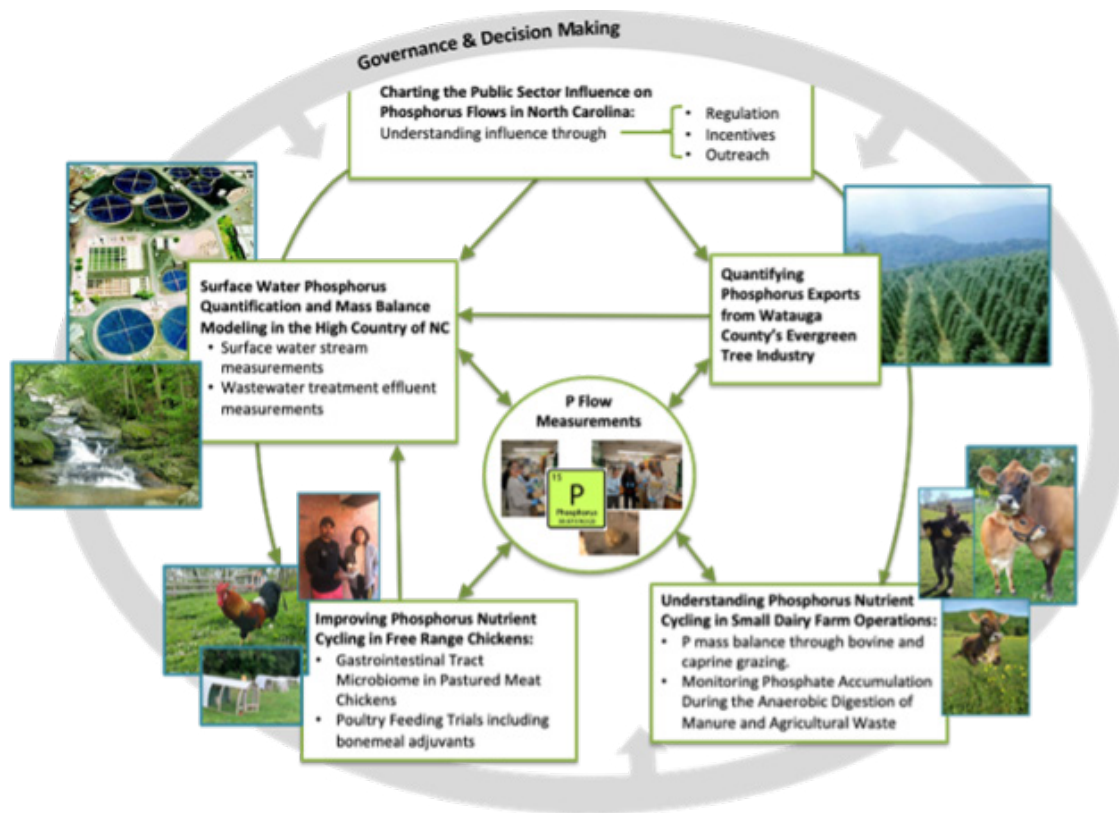 Governance & Decision Making
Charting the Public Sector Influence on
Phosphorus Flows in North Carolina:
Understanding influence through
• Regulation
• Incentives
• Outreach
Surface Water Phosphorus
Quantification and Mass Balance
Modeling in the High Country of NC
• Surface water stream
measurements
• Wastewater treatment effluent
measurements
Quantifying
Phosphorus Exports
from Watauga
County's Evergreen
Tree Industry
P Flow
Measurements
15
P
Phosphorus
Improving Phosphorus Nutrient
Cycling in Free Range Chickens:
• Gastrointestinal Tract
Microbiome in Pastured Meat
Chickens
• Poultry Feeding Trials including
bonemeal adjuvants
Understanding Phosphorus Nutrient
Cycling in Small Dairy Farm Operations:
• P mass balance through bovine and
caprine grazing.
• Monitoring Phosphate Accumulation
During the Anaerobic Digestion of
Manure and Agricultural Waste